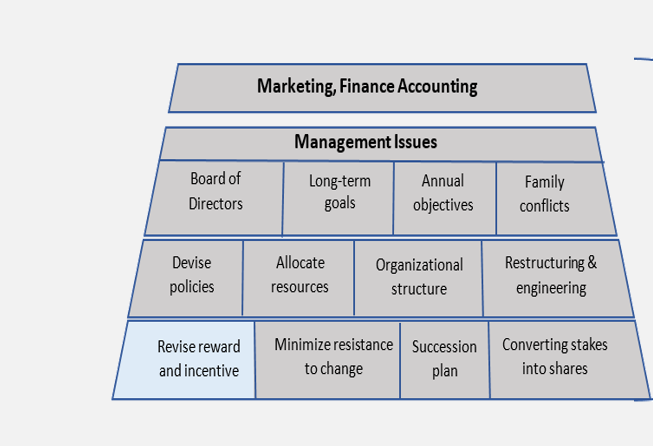 Marketing, Finance Accounting
Management Issues
Board of
Directors
Long-term
goals
Annual
objectives
Family
conflicts
Devise
policies
Allocate
resources
Organizational
structure
Restructuring &
engineering
Revise reward
and incentive
Minimize resistance
to change
Succession
plan
Converting stakes
into shares